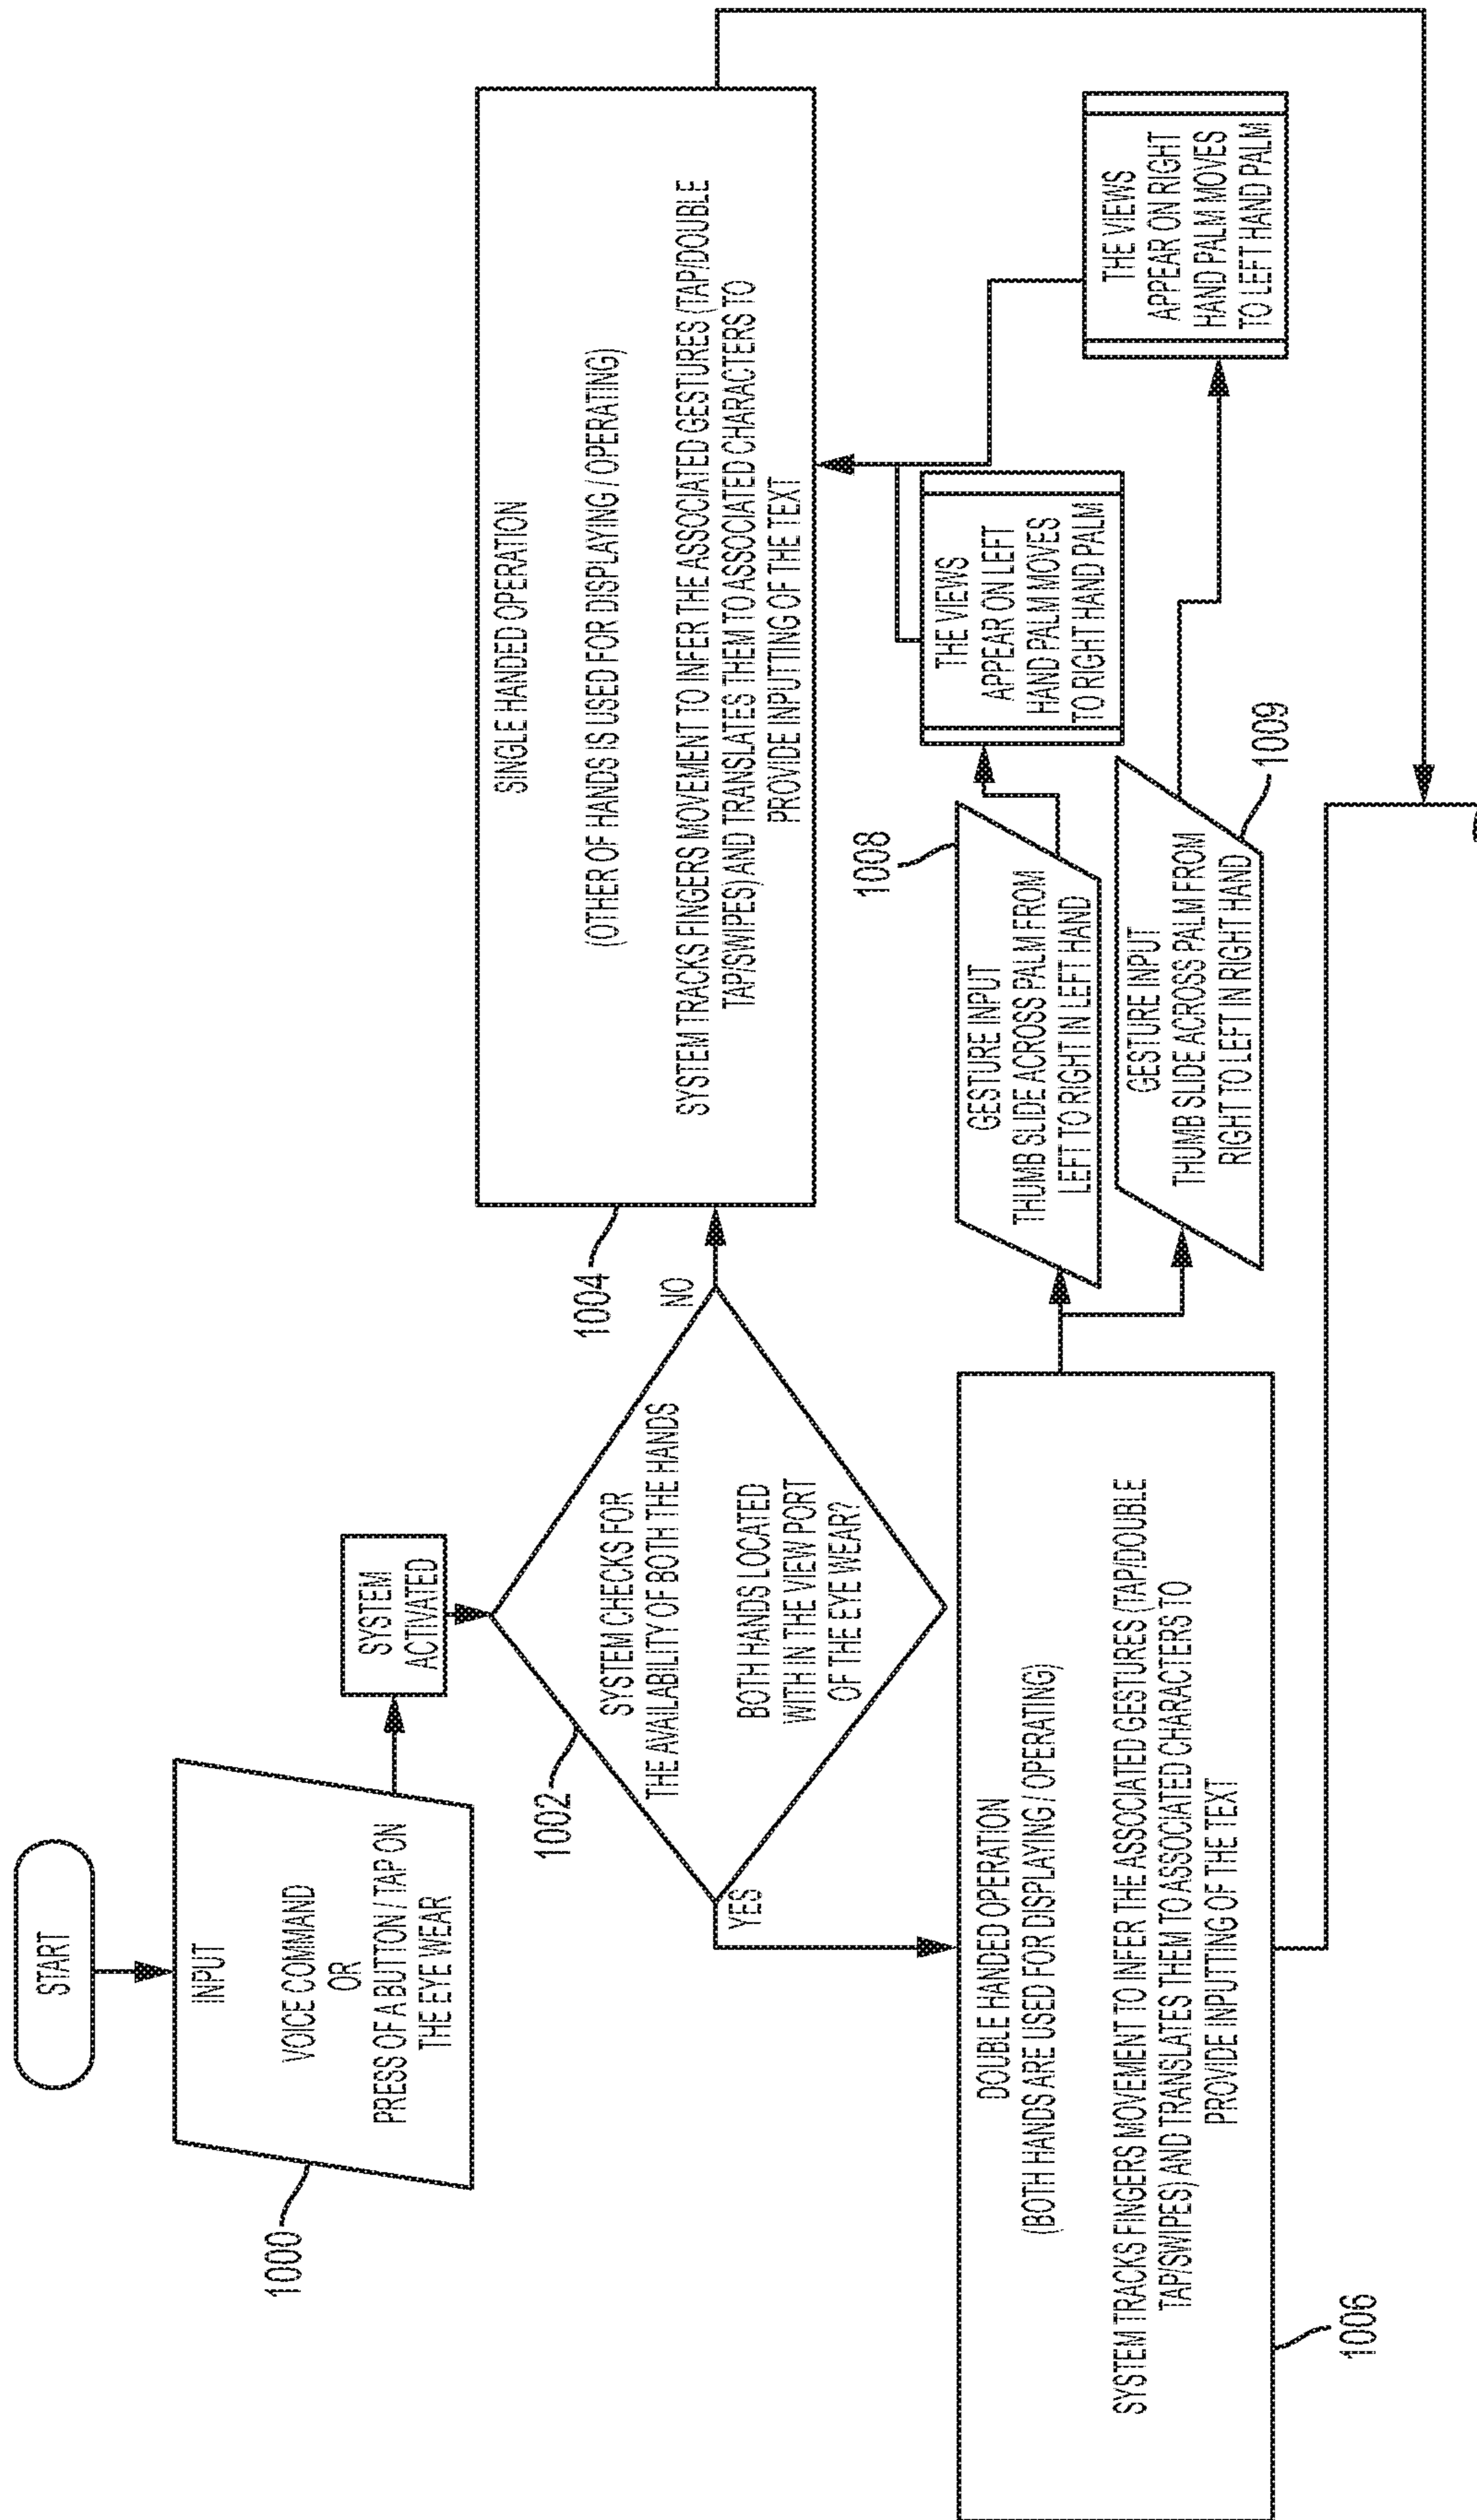 START
INPUT
VOICE COMMAND
OR
PRESS OF A BUTTON / TAP ON
THE EYE WEAR
1000
SYSTEM
ACTIVATED
SYSTEM CHECKS FOR
THE AVAILABILITY OF BOTH THE HANDS
BOTH HANDS LOCATED
WITH IN THE VIEW PORT
OF THE EYE WEAR?
1002
YES
NO
SINGLE HANDED OPERATION
(OTHER OF HANDS IS USED FOR DISPLAYING / OPERATING)
SYSTEM TRACKS FINGERS MOVEMENT TO INFER THE ASSOCIATED GESTURES (TAP/DOUBLE
TAP/SWIPES) AND TRANSLATES THEM TO ASSOCIATED CHARACTERS TO
PROVIDE INPUTTING OF THE TEXT
1004
DOUBLE HANDED OPERATION
(BOTH HANDS ARE USED FOR DISPLAYING / OPERATING)
SYSTEM TRACKS FINGERS MOVEMENT TO INFER THE ASSOCIATED GESTURES (TAP/DOUBLE
TAP/SWIPES) AND TRANSLATES THEM TO ASSOCIATED CHARACTERS TO
PROVIDE INPUTTING OF THE TEXT
1006
GESTURE INPUT
THUMB SLIDE ACROSS PALM FROM
LEFT TO RIGHT IN LEFT HAND
1008
THE VIEWS
APPEAR ON LEFT
HAND PALM MOVES
TO RIGHT HAND PALM
GESTURE INPUT
THUMB SLIDE ACROSS PALM FROM
RIGHT TO LEFT IN RIGHT HAND
1009
THE VIEWS
APPEAR ON RIGHT
HAND PALM MOVES
TO LEFT HAND PALM